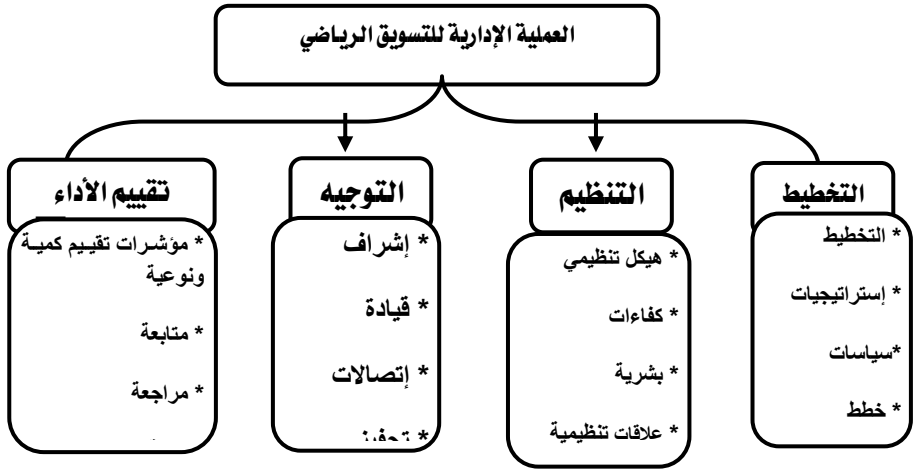 العملية الإدارية للتسويق الرياضي
التخطيط
* التخطيط
* إستراتيجيات
*سياسات
* خطط
التنظيم
* هيكل تنظيمي
* كفاءات
* بشرية
* علاقات تنظيمية
التوجيه
* إشراف
* قيادة
* إتصالات
* تحفيز
تقييم الأداء
* مؤشرات تقييم كمية
ونوعية
* متابعة
* مراجعة